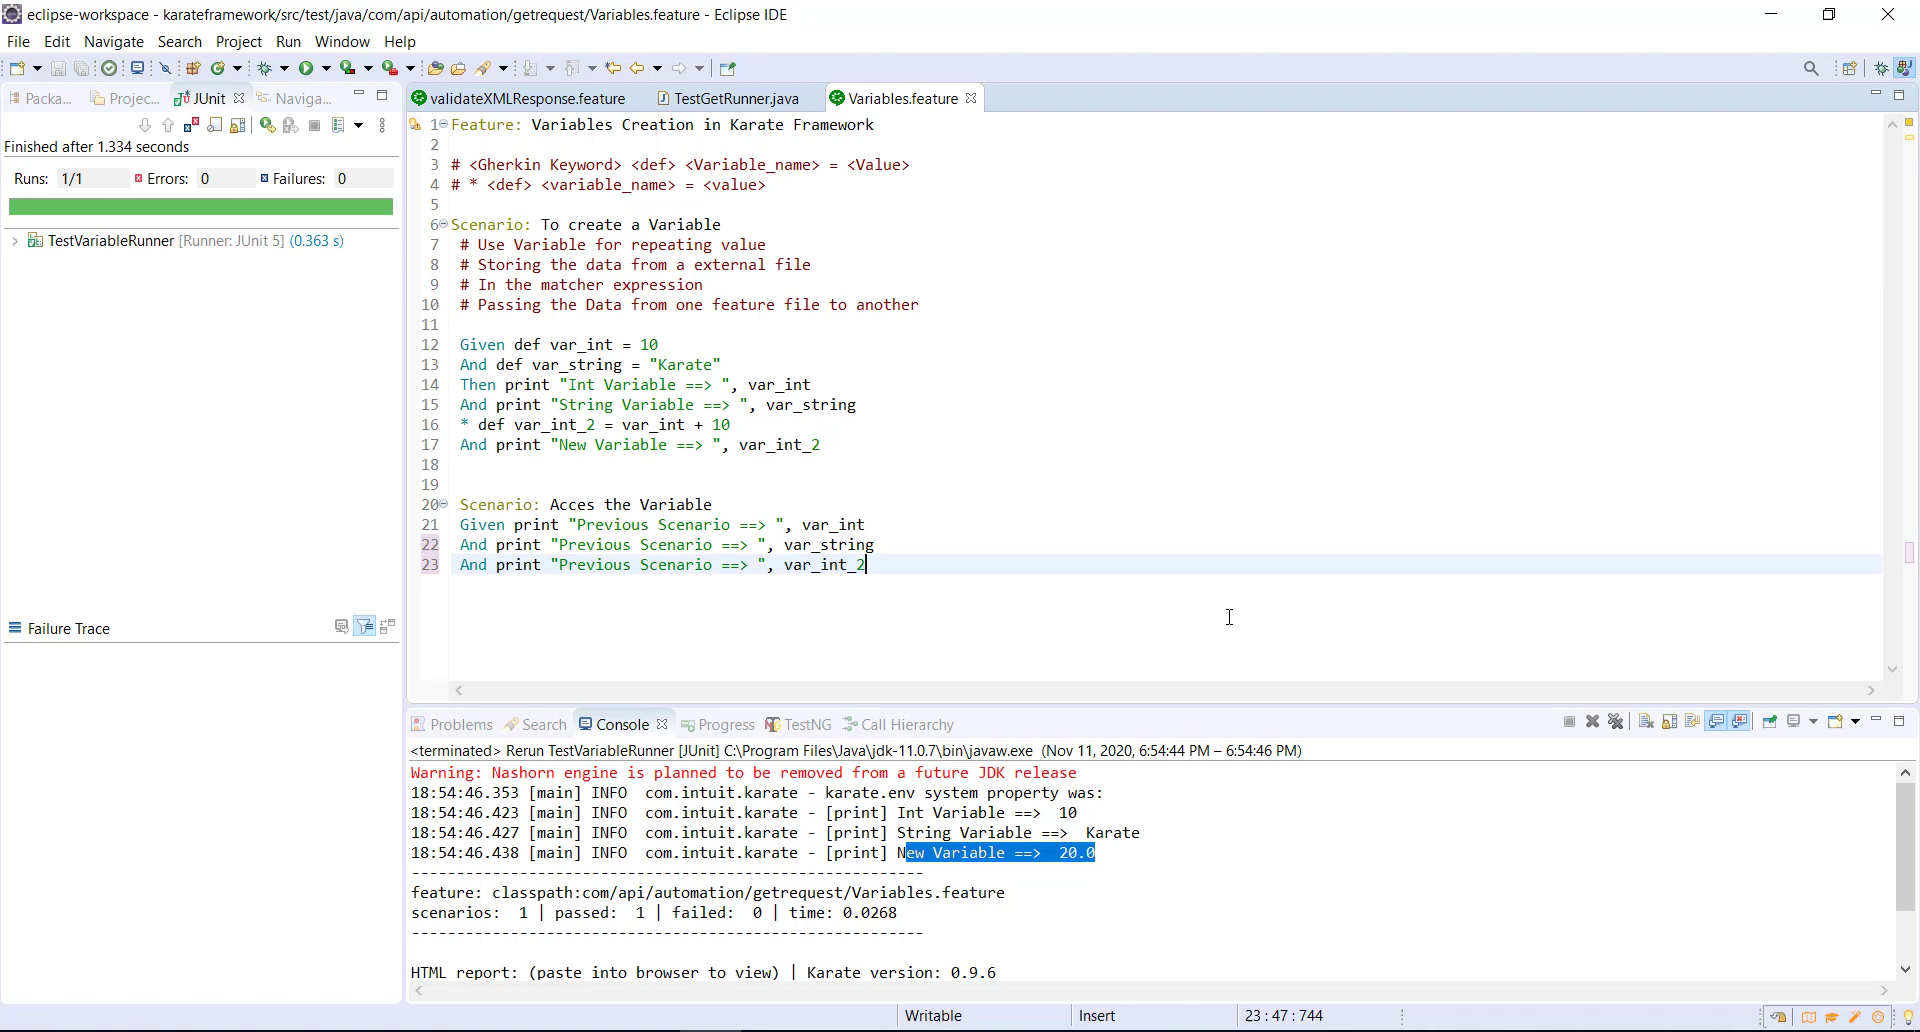 eclipse-workspace - karateframework/src/test/java/com/api/automation/getrequest/Variables.feature - Eclipse IDE
File Edit Navigate Search Project Run Window Help
Packa... Projec... JUnit Naviga...
validateXMLResponse.feature TestGetRunner.java Variables.feature
Finished after 1.334 seconds
Runs: 1/1 Errors: 0 Failures: 0
TestVariableRunner [Runner: JUnit 5] (0.363 s)
Failure Trace
1 Feature: Variables Creation in Karate Framework
2
3 # <Gherkin Keyword> <def> <Variable_name> = <Value>
4 # * <def> <variable_name> = <value>
5
6 Scenario: To create a Variable
7 # Use Variable for repeating value
8 # Storing the data from a external file
9 # In the matcher expression
10 # Passing the Data from one feature file to another
11
12 Given def var_int = 10
13 And def var_string = "Karate"
14 Then print "Int Variable ==> ", var_int
15 And print "String Variable ==> ", var_string
16 * def var_int_2 = var_int + 10
17 And print "New Variable ==> ", var_int_2
18
19
20 Scenario: Acces the Variable
21 Given print "Previous Scenario ==> ", var_int
22 And print "Previous Scenario ==> ", var_string
23 And print "Previous Scenario ==> ", var_int_2
Problems Search Console Progress TestNG Call Hierarchy
<terminated> Rerun TestVariableRunner [JUnit] C:\Program Files\Java\jdk-11.0.7\bin\javaw.exe (Nov 11, 2020, 6:54:44 PM – 6:54:46 PM)
Warning: Nashorn engine is planned to be removed from a future JDK release
18:54:46.353 [main] INFO com.intuit.karate - karate.env system property was:
18:54:46.423 [main] INFO com.intuit.karate - [print] Int Variable ==> 10
18:54:46.427 [main] INFO com.intuit.karate - [print] String Variable ==> Karate
18:54:46.438 [main] INFO com.intuit.karate - [print] New Variable ==> 20.0
---------------------------------------------------------
feature: classpath:com/api/automation/getrequest/Variables.feature
scenarios: 1 | passed: 1 | failed: 0 | time: 0.0268
---------------------------------------------------------
HTML report: (paste into browser to view) | Karate version: 0.9.6
Writable Insert 23 : 47 : 744